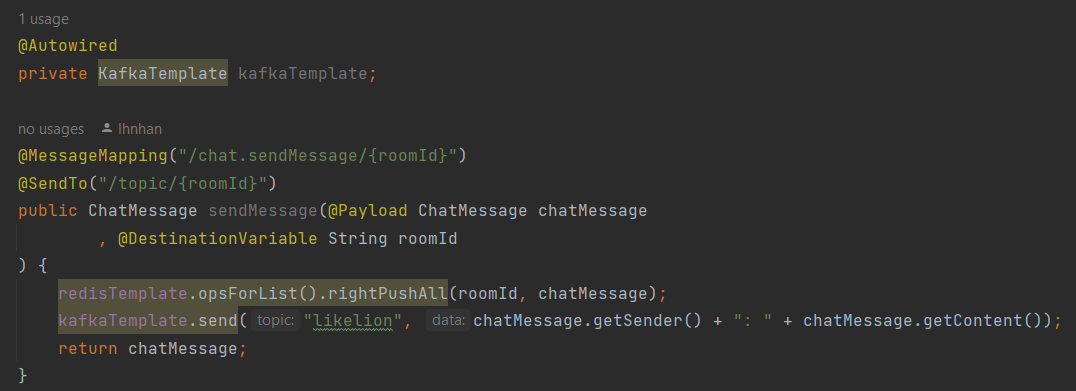 1 usage
@Autowired
private KafkaTemplate kafkaTemplate;
no usages lhnhan
@MessageMapping("/chat.sendMessage/{roomId}")
@SendTo("/topic/{roomId}")
public ChatMessage sendMessage(@Payload ChatMessage chatMessage
, @DestinationVariable String roomId
) {
redisTemplate.opsForList().rightPushAll(roomId, chatMessage);
kafkaTemplate.send( topic: "likelion", data: chatMessage.getSender() + ": " + chatMessage.getContent());
return chatMessage;
}